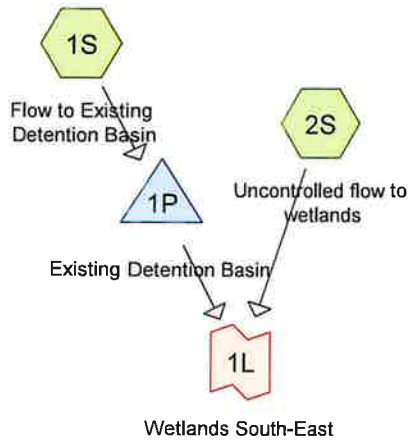 1S
Flow to Existing
Detention Basin
2S
Uncontrolled flow to
wetlands
1P
Existing Detention Basin
1L
Wetlands South-East